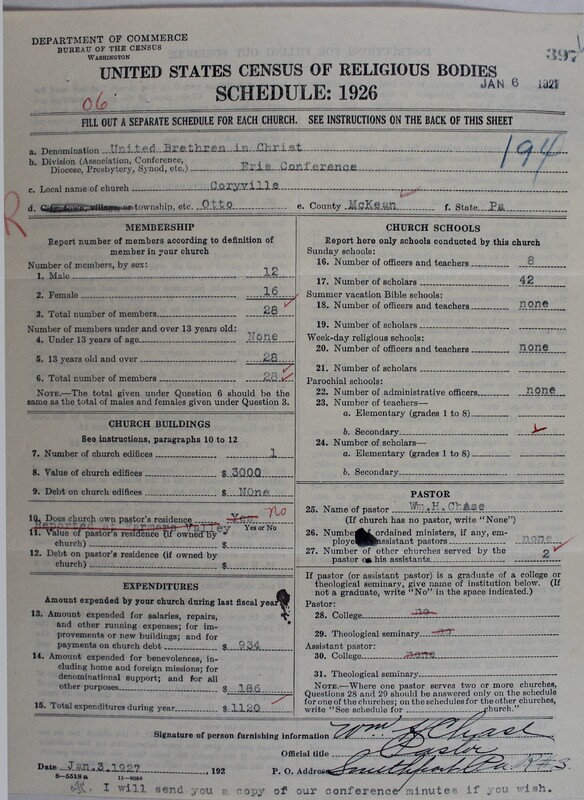 DEPARTMENT OF COMMERCE
BUREAU OF THE CENSUS
WASHINGTON
397
UNITED STATES CENSUS OF RELIGIOUS BODIES
JAN 6 1927
SCHEDULE: 1926
06
FILL OUT A SEPARATE SCHEDULE FOR EACH CHURCH. SEE INSTRUCTIONS ON THE BACK OF THIS SHEET
194
a. Denomination United Brethren in Christ
b. Division (Association, Conference, Diocese, Presbytery, Synod, etc.) Erie Conference
c. Local name of church Coryville
d. City, town, village, or township, etc. Otto e. County McKean f. State Pa
R
MEMBERSHIP
Report number of members according to definition of
member in your church
Number of members, by sex:
1. Male 12
2. Female 16
3. Total number of members. 28
Number of members under and over 13 years old:
4. Under 13 years of age None
5. 13 years old and over 28
6. Total number of members 28
NOTE.—The total given under Question 6 should be
same as the total of males and females given under Question 3.
CHURCH BUILDINGS
See instructions, paragraphs 10 to 12
7. Number of church edifices 1
8. Value of church edifices $ 3000
9. Debt on church edifices $ NOne
10. Does church own pastor's residence Yes no
Yes or No
Reported at Farmers Valley
11. Value of pastor's residence (if owned by
church) $
12. Debt on pastor's residence (if owned by
church) $
EXPENDITURES
Amount expended by your church during last fiscal year
13. Amount expended for salaries, repairs,
and other running expenses; for im-
provements or new buildings; and for
payments on church debt $ 934
14. Amount expended for benevolences, in-
cluding home and foreign missions; for
denominational support; and for all
other purposes $ 186
15. Total expenditures during year $ 1120
CHURCH SCHOOLS
Report here only schools conducted by this church
Sunday schools:
16. Number of officers and teachers 8
17. Number of scholars 42
Summer vacation Bible schools:
18. Number of officers and teachers none
19. Number of scholars
Week-day religious schools:
20. Number of officers and teachers none
21. Number of scholars
Parochial schools:
22. Number of administrative officers none
23. Number of teachers—
a. Elementary (grades 1 to 8)
b. Secondary
24. Number of scholars—
a. Elementary (grades 1 to 8)
b. Secondary
PASTOR
25. Name of pastor Wm.H.Chase
(If church has no pastor, write "None")
26. Number of ordained ministers, if any, em-
ployed as assistant pastors none
27. Number of other churches served by the
pastor or his assistants 2
If pastor (or assistant pastor) is a graduate of a college or
theological seminary, give name of institution below. (If
not a graduate, write "No" in the space indicated.)
Pastor:
28. College no
29. Theological seminary no
Assistant pastor:
30. College none
31. Theological seminary
NOTE.—Where one pastor serves two or more churches,
Questions 28 and 29 should be answered only on the schedule
for one of the churches; on the schedules for the other churches,
write "See schedule for church."
Signature of person furnishing information Wm H Chase
Official title Pastor
Date Jan.3.1927, 192 P. O. Address Smethport Pa
8—5518a 11—9664
I will send you a copy of our conference minutes if you wish.